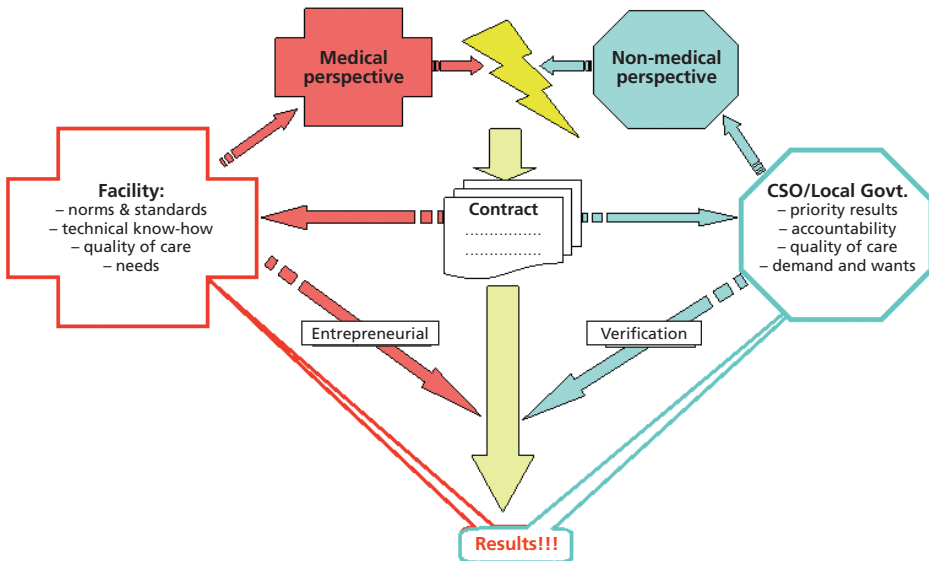 Medical
perspective
Non-medical
perspective
Facility:
– norms & standards
– technical know-how
– quality of care
– needs
Contract
......................
......................
CSO/Local Govt.
– priority results
– accountability
– quality of care
– demand and wants
Entrepreneurial
Verification
Results!!!